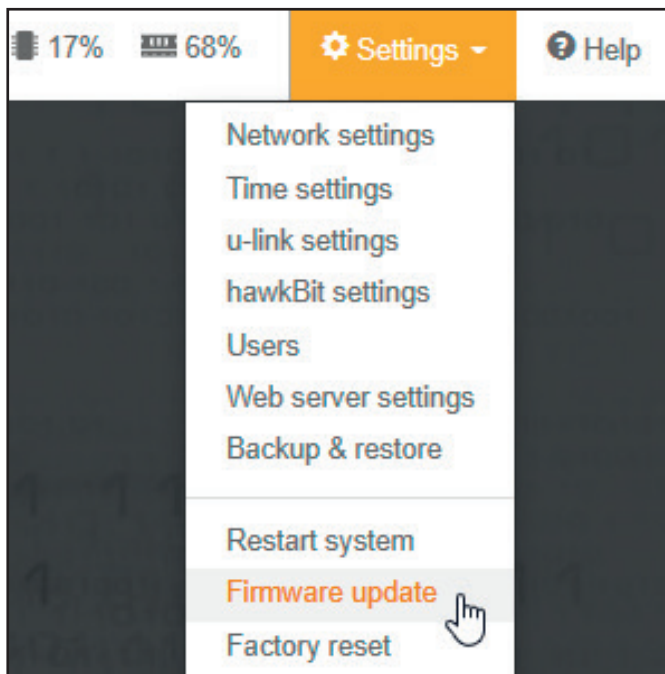 17% 68% Settings Help
Network settings
Time settings
u-link settings
hawkBit settings
Users
Web server settings
Backup & restore
Restart system
Firmware update
Factory reset